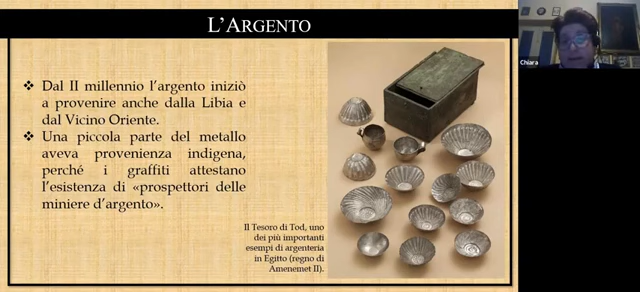 L'ARGENTO
❖ Dal II millennio l'argento iniziò
a provenire anche dalla Libia e
dal Vicino Oriente.
❖ Una piccola parte del metallo
aveva provenienza indigena,
perché i graffiti attestano
l'esistenza di «prospettori delle
miniere d'argento».
Il Tesoro di Tod, uno
dei più importanti
esempi di argenteria
in Egitto (regno di
Amenemet II).
Chiara